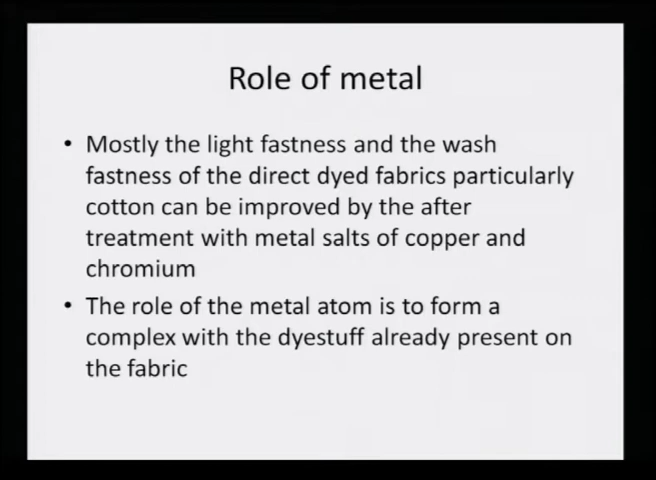 Role of metal
• Mostly the light fastness and the wash
fastness of the direct dyed fabrics particularly
cotton can be improved by the after
treatment with metal salts of copper and
chromium
• The role of the metal atom is to form a
complex with the dyestuff already present on
the fabric